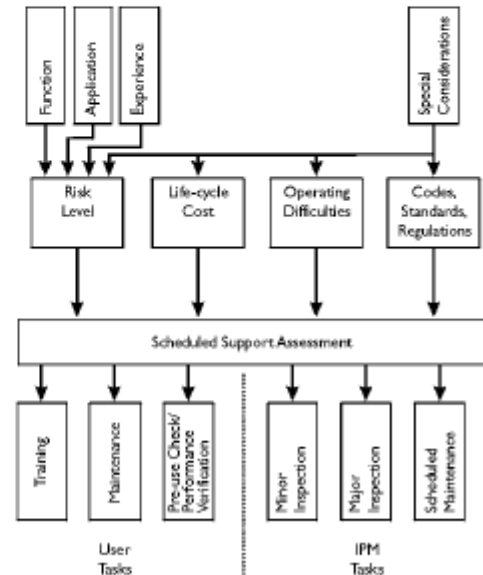 Function
Application
Experience
Special
Considerations
Risk
Level
Life-cycle
Cost
Operating
Difficulties
Codes,
Standards,
Regulations
Scheduled Support Assessment
Training
Maintenance
Pre-use Check/
Performance
Verification
Minor
Inspection
Major
Inspection
Scheduled
Maintenance
User
Tasks
IPM
Tasks